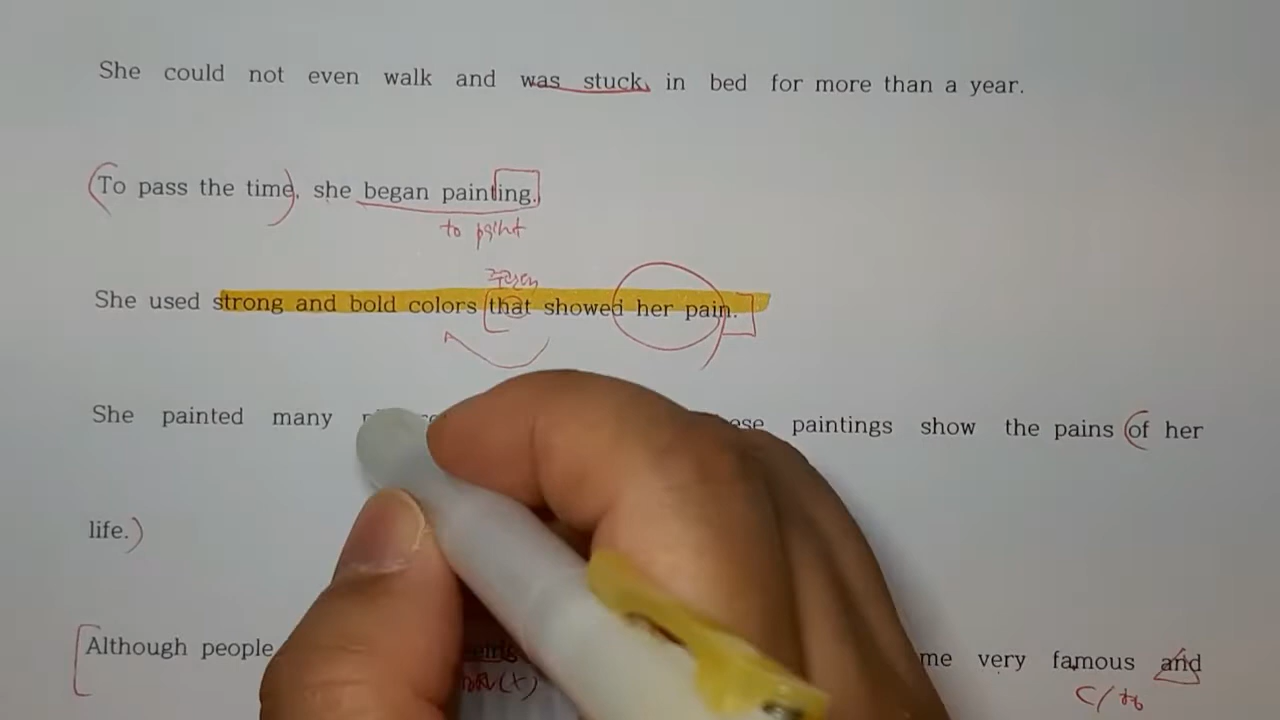 She could not even walk and was stuck in bed for more than a year.
(To pass the time), she began painting.
to paint
She used strong and bold colors that showed her pain.
She painted many paintings show the pains of her
life.)
Although people me very famous and